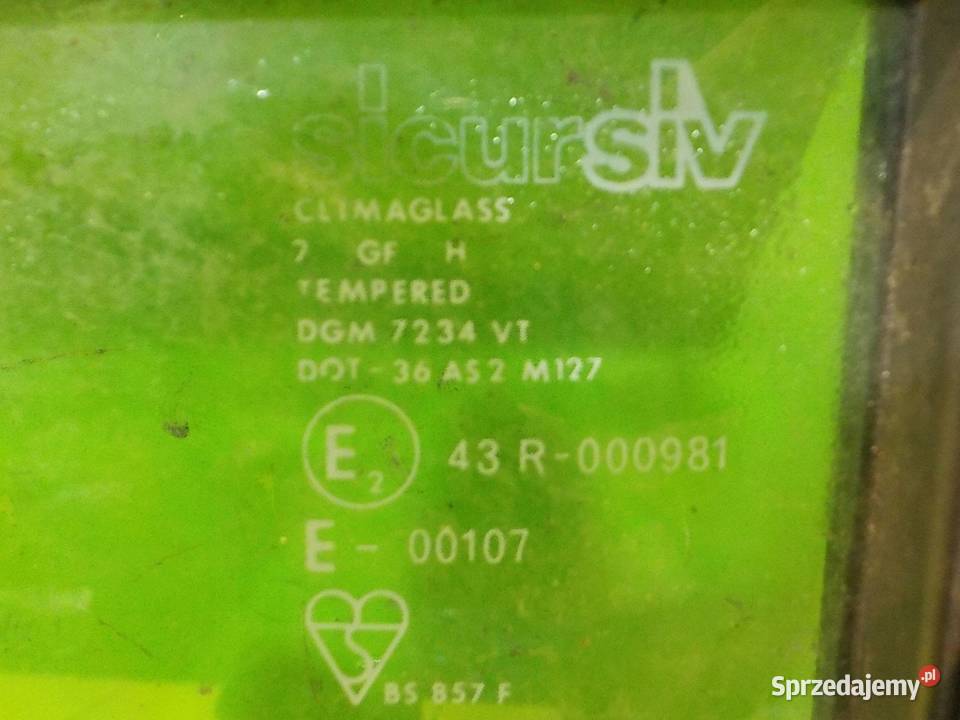 sicursiv
CLIMAGLASS
7 GF H
TEMPERED
DGM 7234 VT
DOT - 36 AS2 M127
E2 43 R-000981
E - 00107
S
BS 857 F
Sprzedajemy.pl